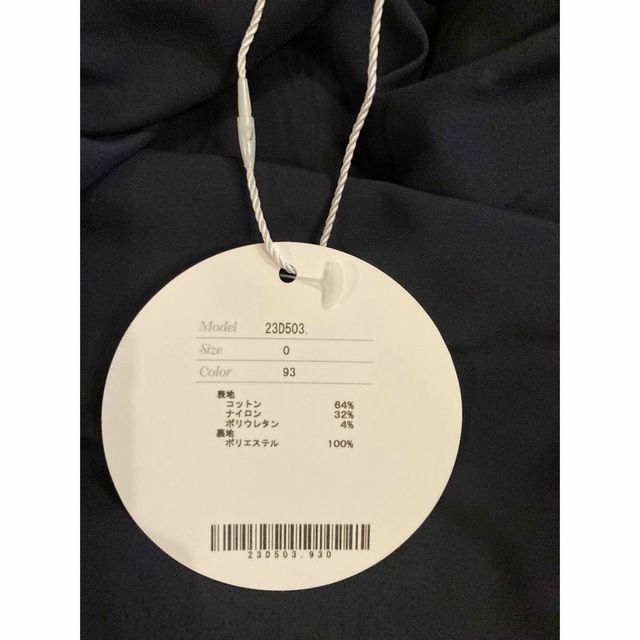 Model 23D503.
Size 0
Color 93
表地
コットン 64%
ナイロン 32%
ポリウレタン 4%
裏地
ポリエステル 100%
23D503.930